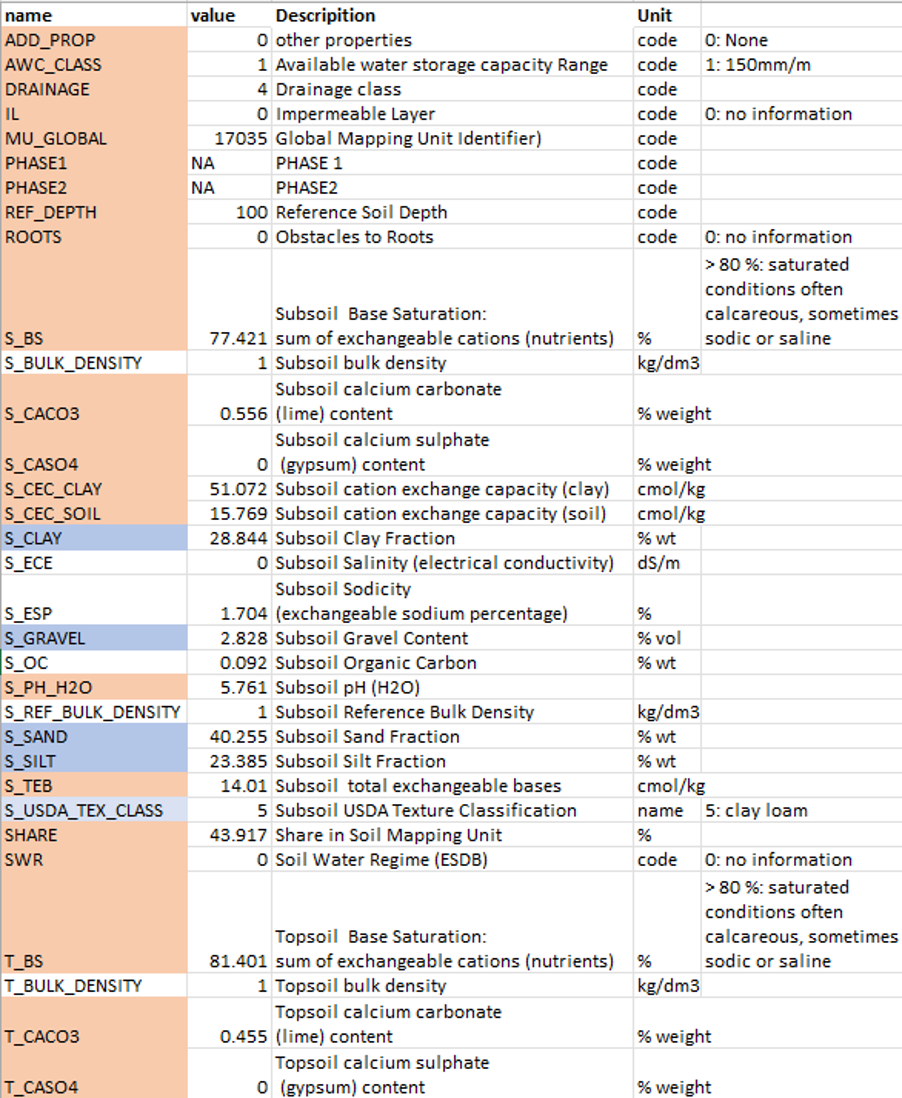 name value Descripition Unit
ADD_PROP 0 other properties code 0: None
AWC_CLASS 1 Available water storage capacity Range code 1: 150mm/m
DRAINAGE 4 Drainage class code
IL 0 Impermeable Layer code 0: no information
MU_GLOBAL 17035 Global Mapping Unit Identifier) code
PHASE1 NA PHASE 1 code
PHASE2 NA PHASE2 code
REF_DEPTH 100 Reference Soil Depth code
ROOTS 0 Obstacles to Roots code 0: no information
> 80 %: saturated
conditions often
Subsoil Base Saturation: calcareous, sometimes
S_BS 77.421 sum of exchangeable cations (nutrients) % sodic or saline
S_BULK_DENSITY 1 Subsoil bulk density kg/dm3
Subsoil calcium carbonate
S_CACO3 0.556 (lime) content % weight
Subsoil calcium sulphate
S_CASO4 0 (gypsum) content % weight
S_CEC_CLAY 51.072 Subsoil cation exchange capacity (clay) cmol/kg
S_CEC_SOIL 15.769 Subsoil cation exchange capacity (soil) cmol/kg
S_CLAY 28.844 Subsoil Clay Fraction % wt
S_ECE 0 Subsoil Salinity (electrical conductivity) dS/m
Subsoil Sodicity
S_ESP 1.704 (exchangeable sodium percentage) %
S_GRAVEL 2.828 Subsoil Gravel Content % vol
S_OC 0.092 Subsoil Organic Carbon % wt
S_PH_H2O 5.761 Subsoil pH (H2O)
S_REF_BULK_DENSITY 1 Subsoil Reference Bulk Density kg/dm3
S_SAND 40.255 Subsoil Sand Fraction % wt
S_SILT 23.385 Subsoil Silt Fraction % wt
S_TEB 14.01 Subsoil total exchangeable bases cmol/kg
S_USDA_TEX_CLASS 5 Subsoil USDA Texture Classification name 5: clay loam
SHARE 43.917 Share in Soil Mapping Unit %
SWR 0 Soil Water Regime (ESDB) code 0: no information
> 80 %: saturated
conditions often
Topsoil Base Saturation: calcareous, sometimes
T_BS 81.401 sum of exchangeable cations (nutrients) % sodic or saline
T_BULK_DENSITY 1 Topsoil bulk density kg/dm3
Topsoil calcium carbonate
T_CACO3 0.455 (lime) content % weight
Topsoil calcium sulphate
T_CASO4 0 (gypsum) content % weight